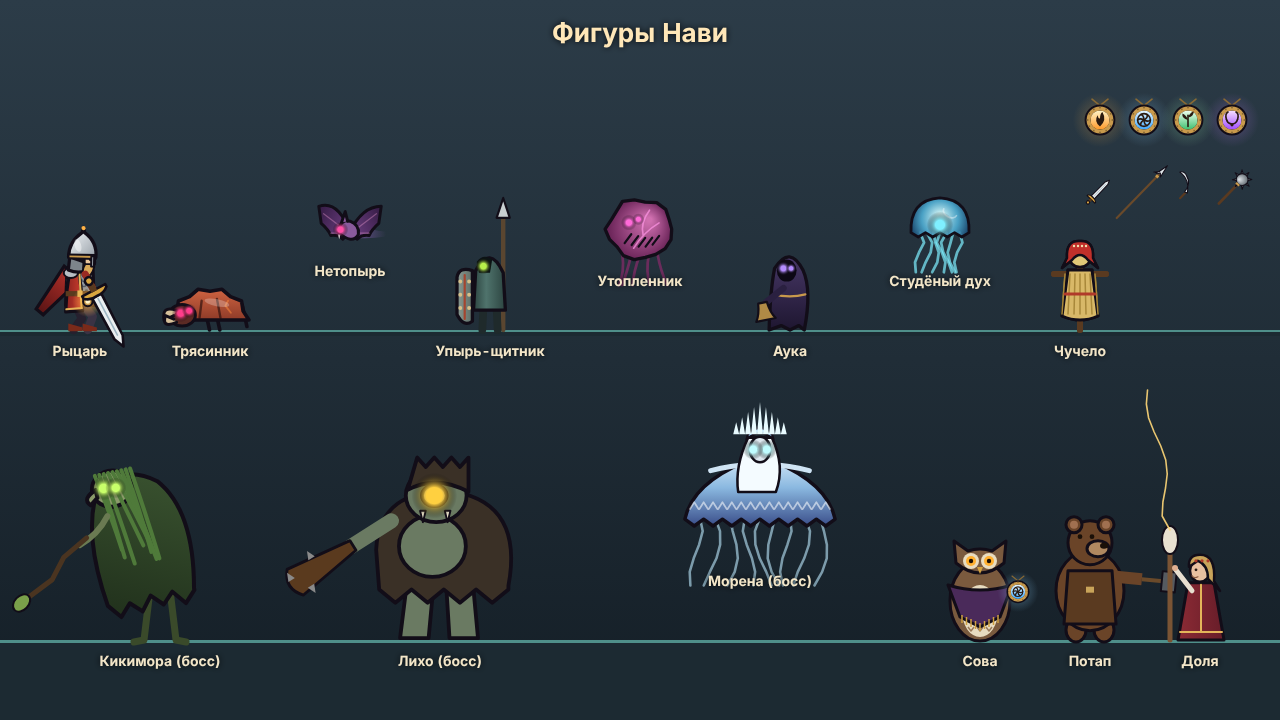 Фигуры Нави
Нетопырь
Утопленник
Студёный дух
Рыцарь
Трясинник
Упырь-щитник
Аука
Чучело
Морена (босс)
Кикимора (босс)
Лихо (босс)
Сова
Потап
Доля